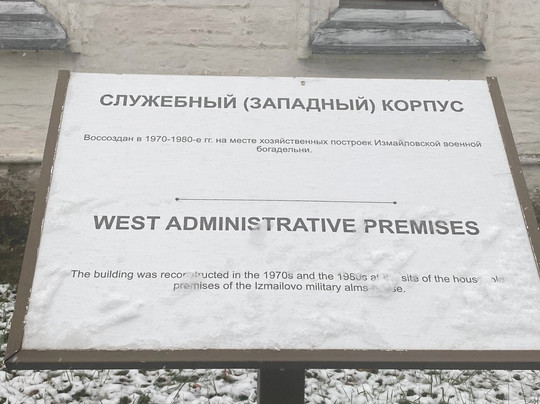 СЛУЖЕБНЫЙ (ЗАПАДНЫЙ) КОРПУС
Воссоздан в 1970-1980-е гг. на месте хозяйственных построек Измайловской военной
богадельни.
WEST ADMINISTRATIVE PREMISES
The building was in the 1970s and the 1980s at site of the
premises of the Izmailovo military